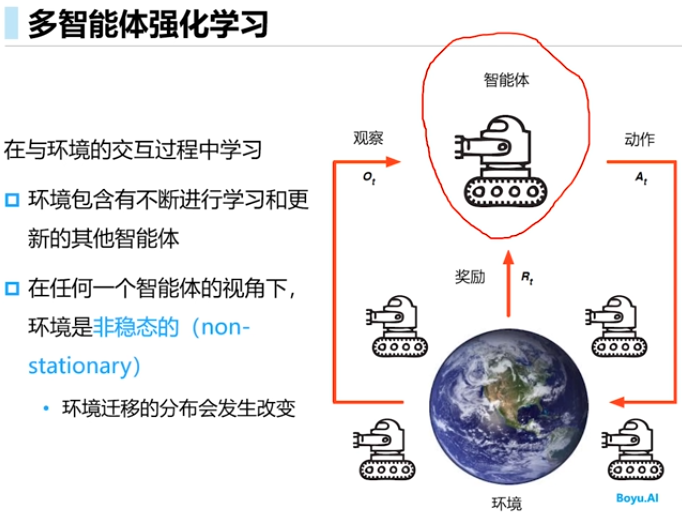 多智能体强化学习
智能体
观察
动作
在与环境的交互过程中学习
Oₜ
Aₜ
环境包含有不断进行学习和更
新的其他智能体
奖励
Rₜ
在任何一个智能体的视角下，
环境是非稳态的（non-
stationary）
• 环境迁移的分布会发生改变
环境
Boyu.AI